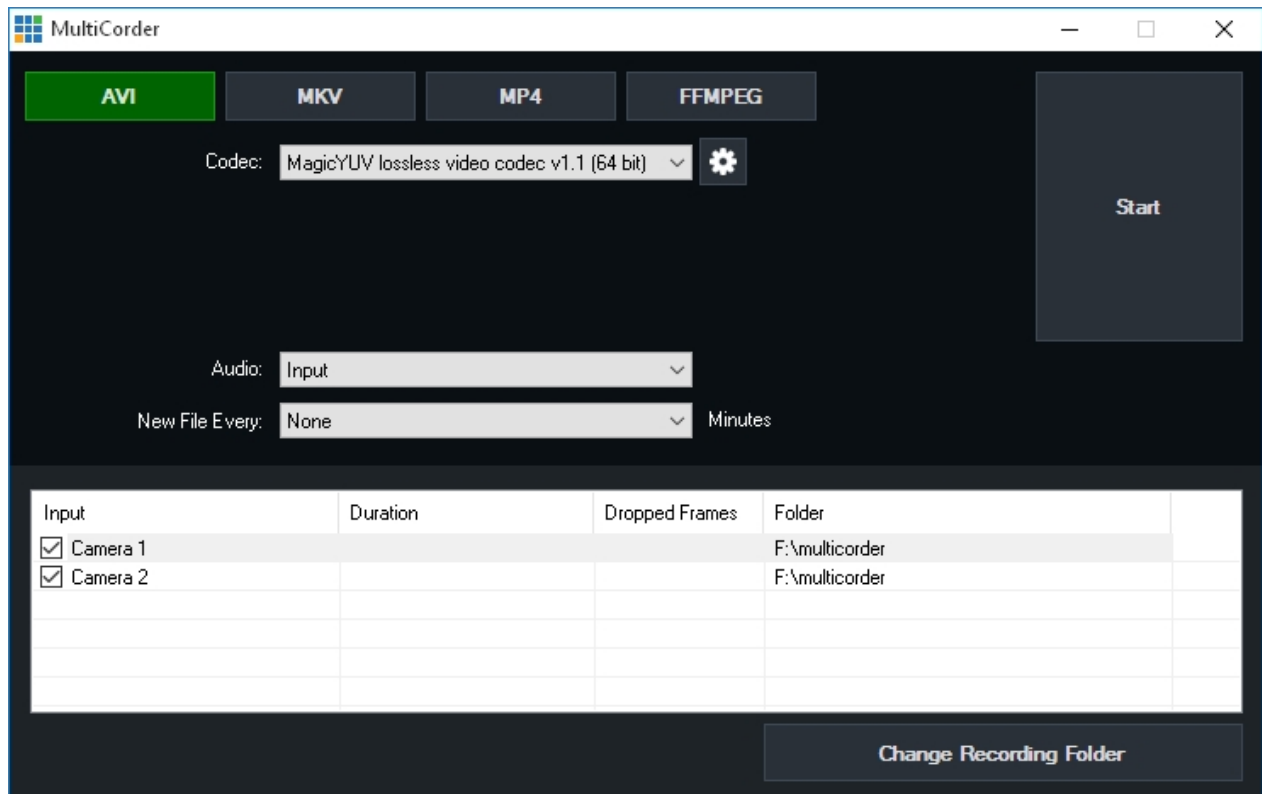 MultiCorder
AVI MKV MP4 FFMPEG
Codec: MagicYUV lossless video codec v1.1 (64 bit)
Start
Audio: Input
New File Every: None Minutes
Input Duration Dropped Frames Folder
Camera 1 F:\multicorder
Camera 2 F:\multicorder
Change Recording Folder